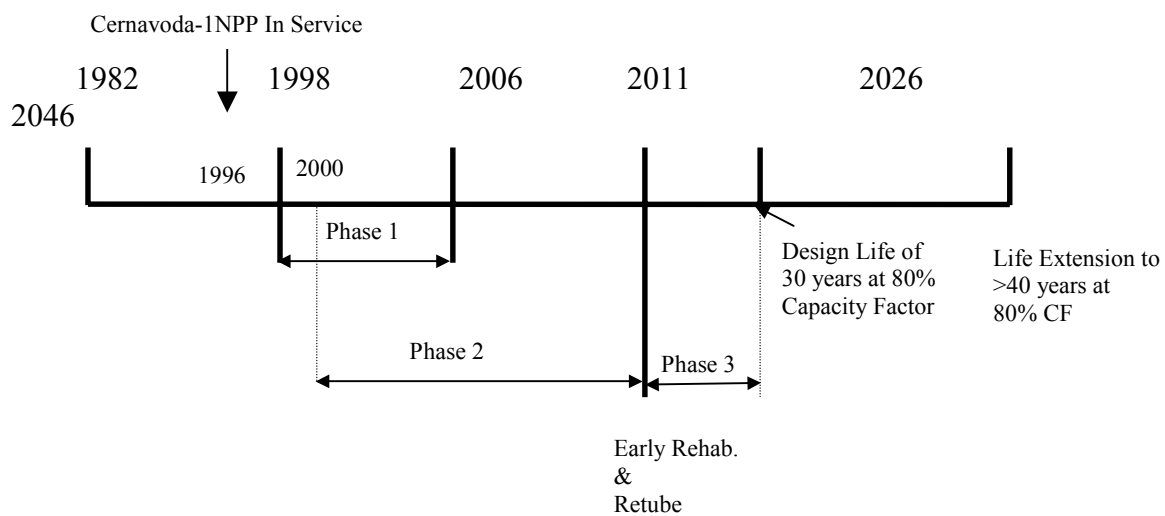 Cernavoda-1NPP In Service
1982 1998 2006 2011 2026
2046
1996 2000
Phase 1
Design Life of
30 years at 80%
Capacity Factor
Life Extension to
>40 years at
80% CF
Phase 2
Phase 3
Early Rehab.
&
Retube